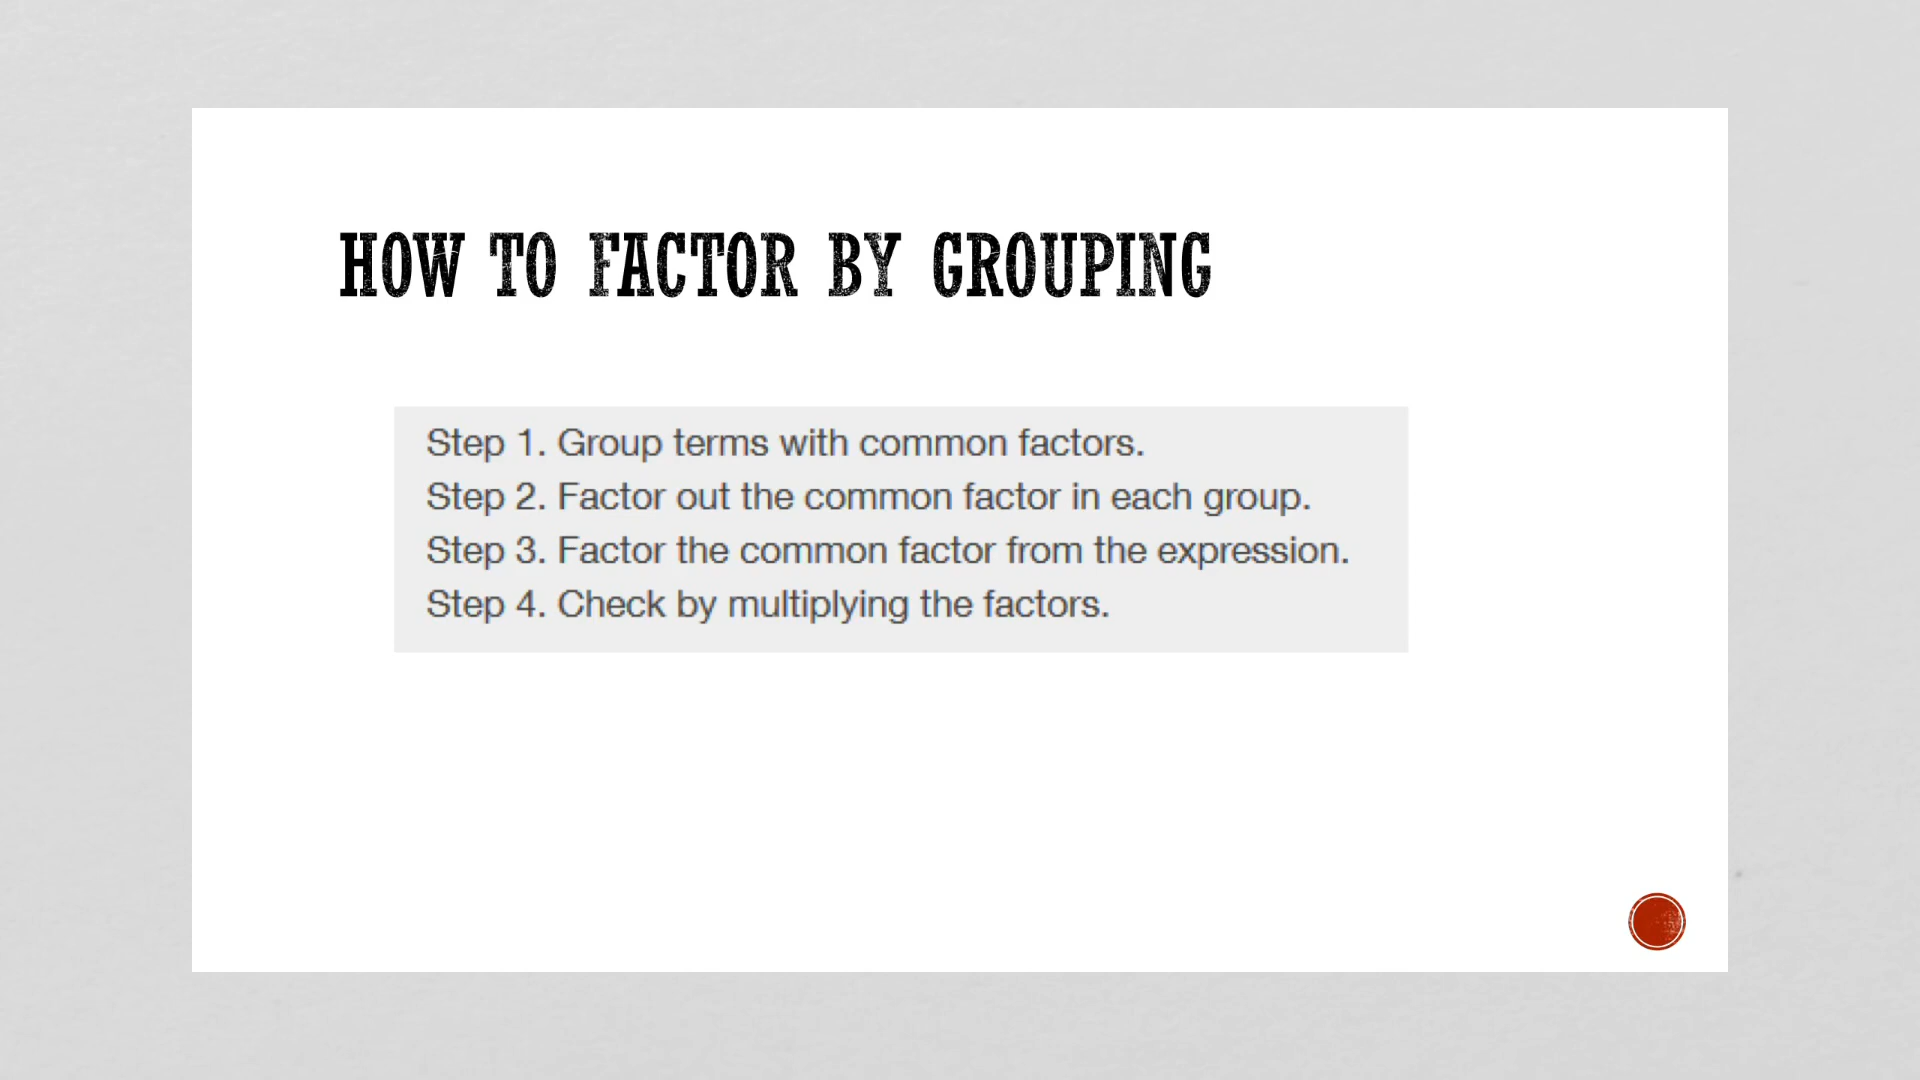 HOW TO FACTOR BY GROUPING
Step 1. Group terms with common factors.
Step 2. Factor out the common factor in each group.
Step 3. Factor the common factor from the expression.
Step 4. Check by multiplying the factors.